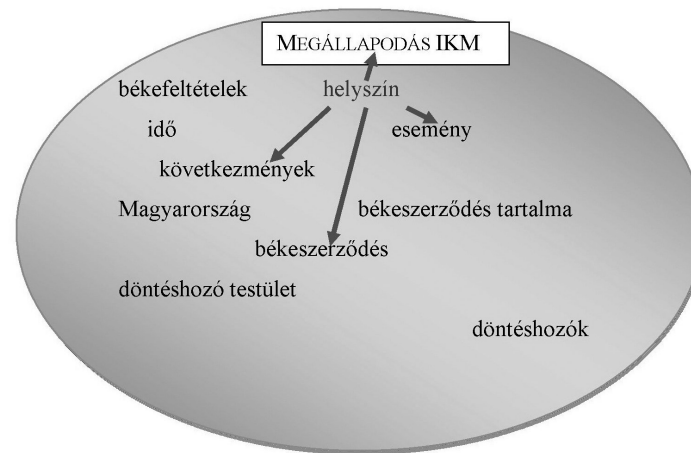 MEGÁLLAPODÁS IKM
békefeltételek helyszín
idő esemény
következmények
Magyarország békeszerződés tartalma
békeszerződés
döntéshozó testület
döntéshozók